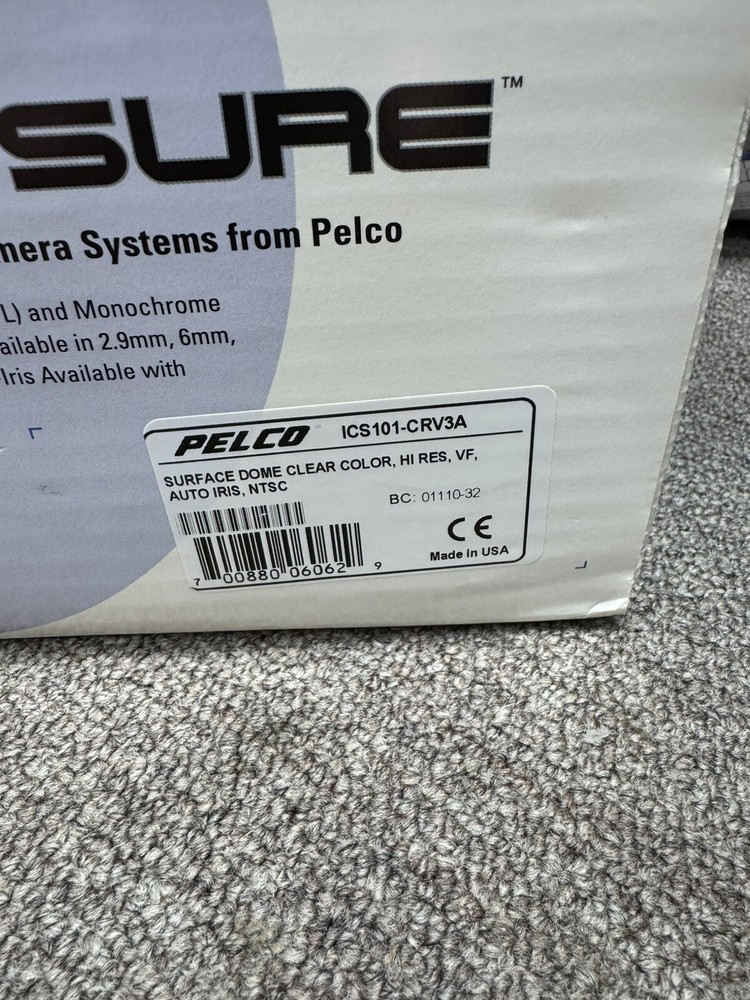 SURE™
mera Systems from Pelco
L) and Monochrome
ailable in 2.9mm, 6mm,
-Iris Available with
PELCO® ICS101-CRV3A
SURFACE DOME CLEAR COLOR, HI RES, VF,
AUTO IRIS, NTSC
BC: 01110-32
CE
Made in USA
7 00880 06062 9